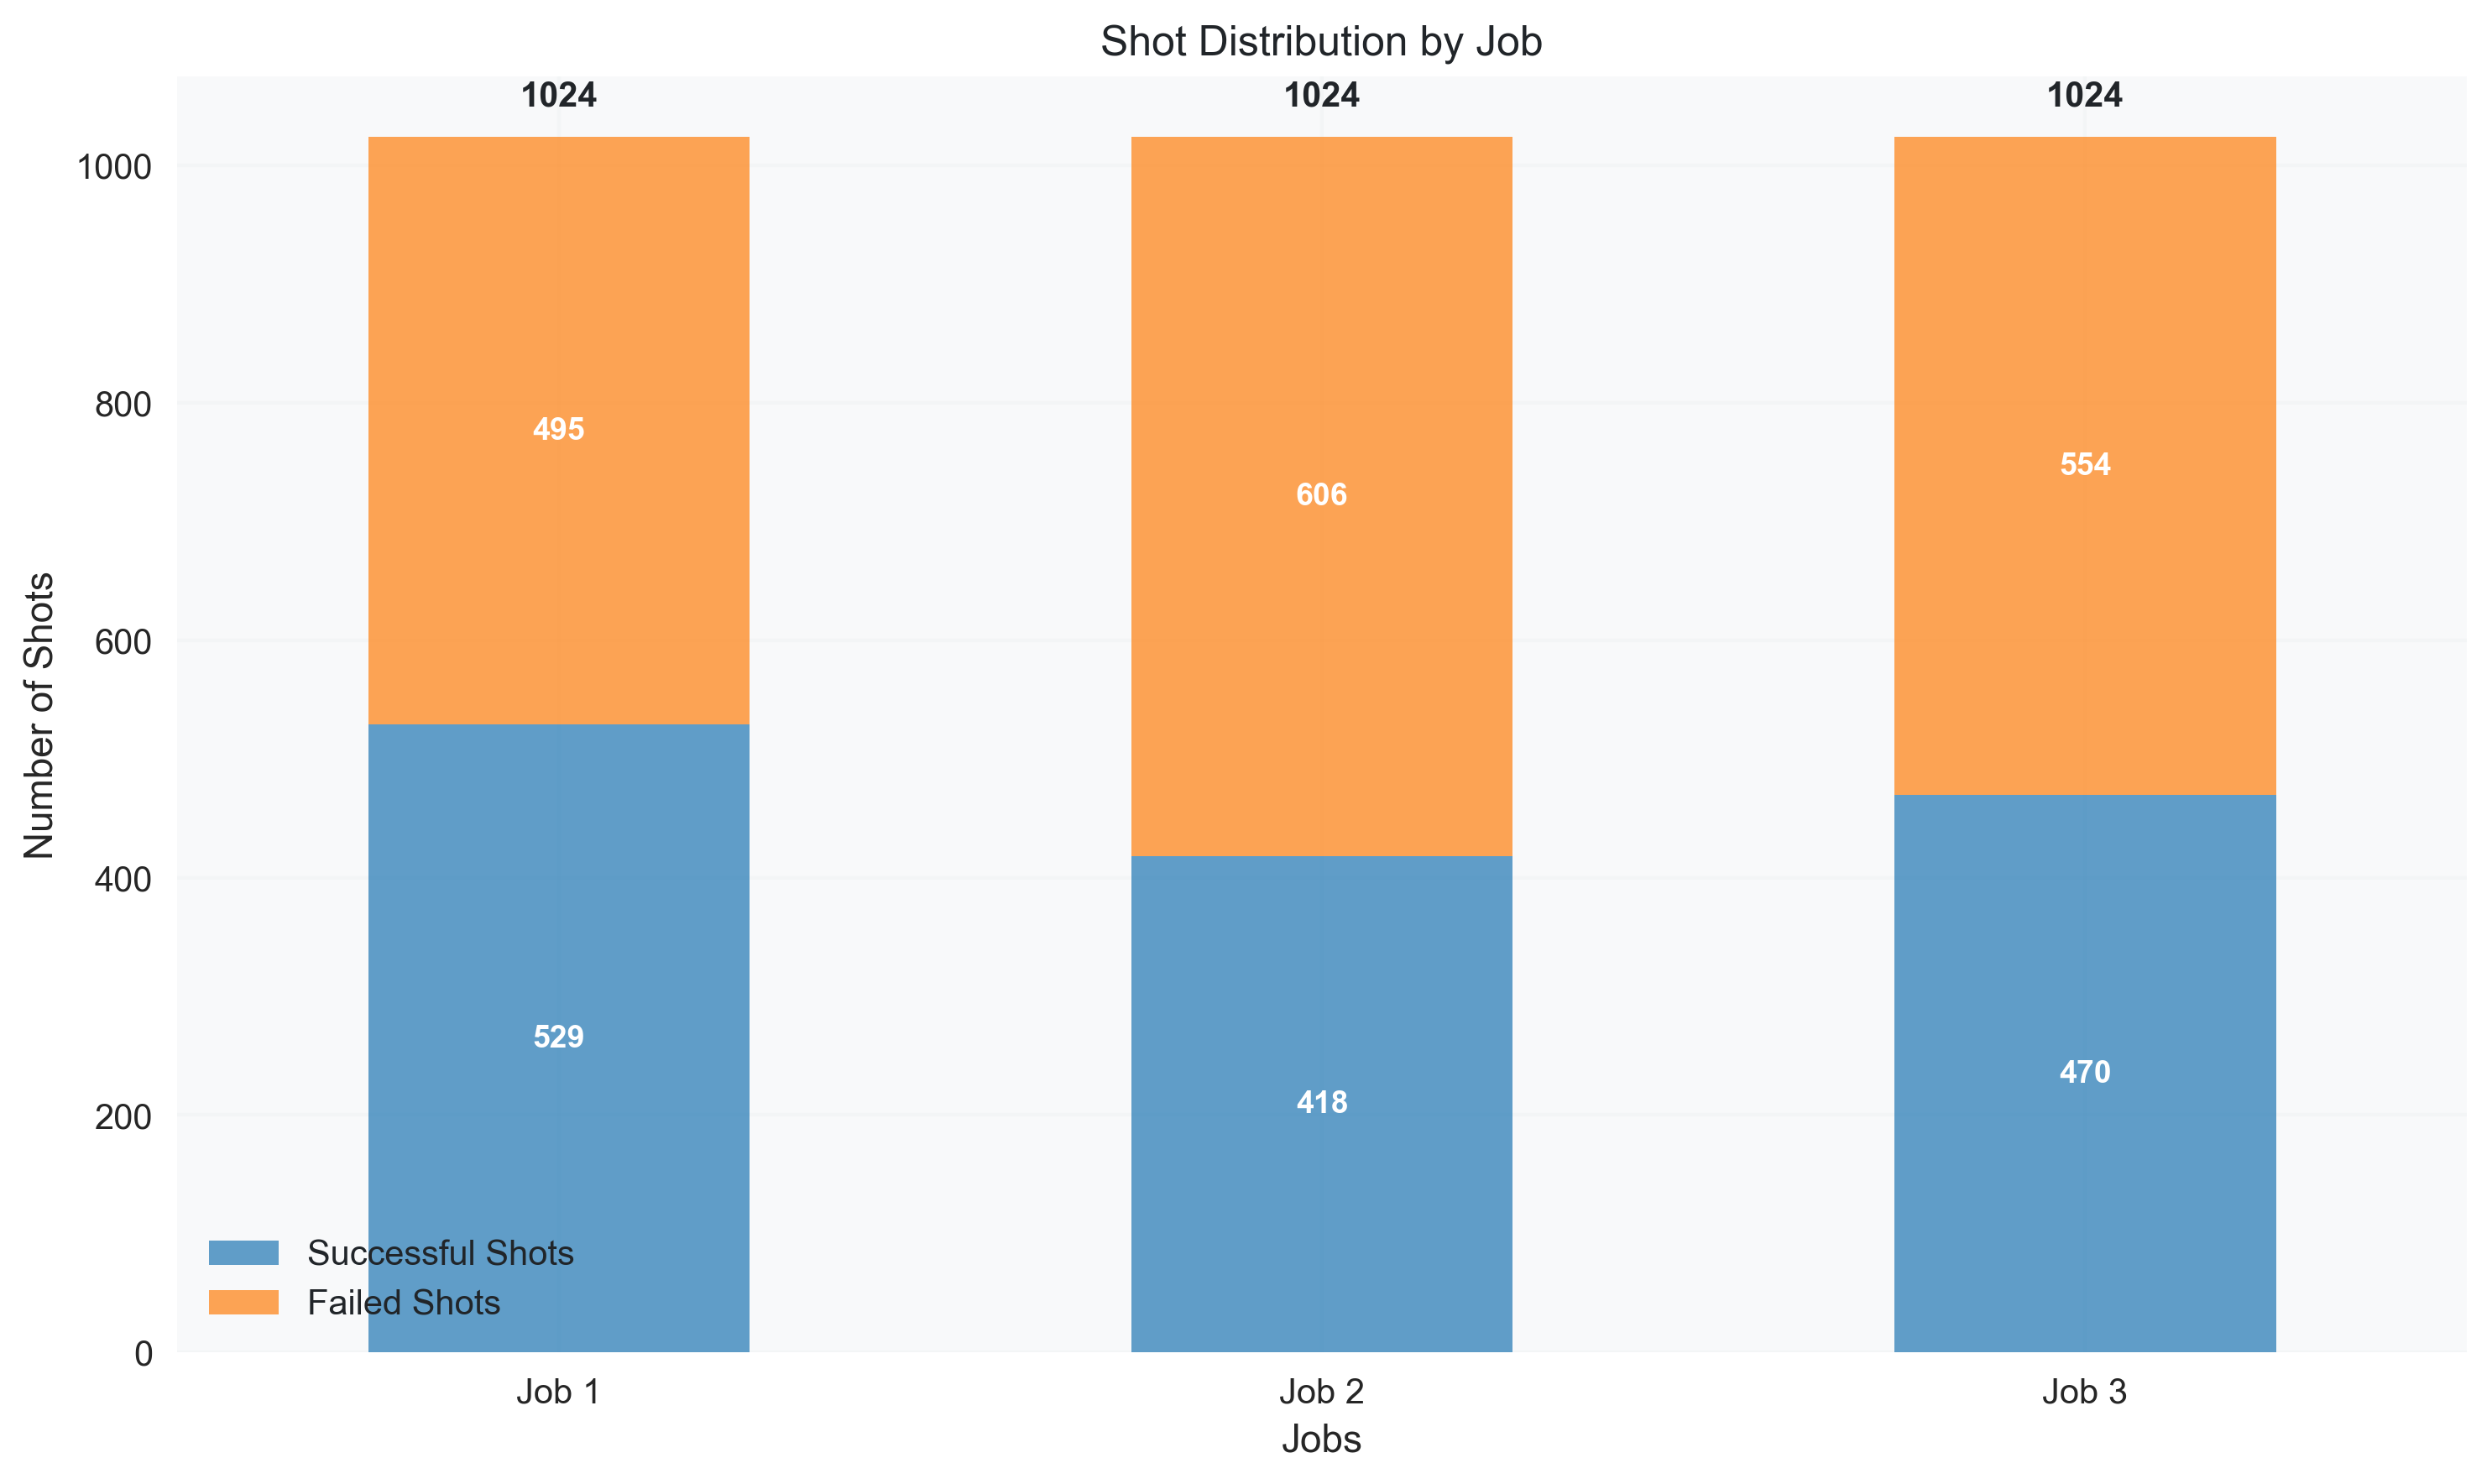 Shot Distribution by Job
1024 1024 1024
1000
800
600
400
200
0
Number of Shots
495
606
554
529
418
470
Successful Shots
Failed Shots
Job 1 Job 2 Job 3
Jobs